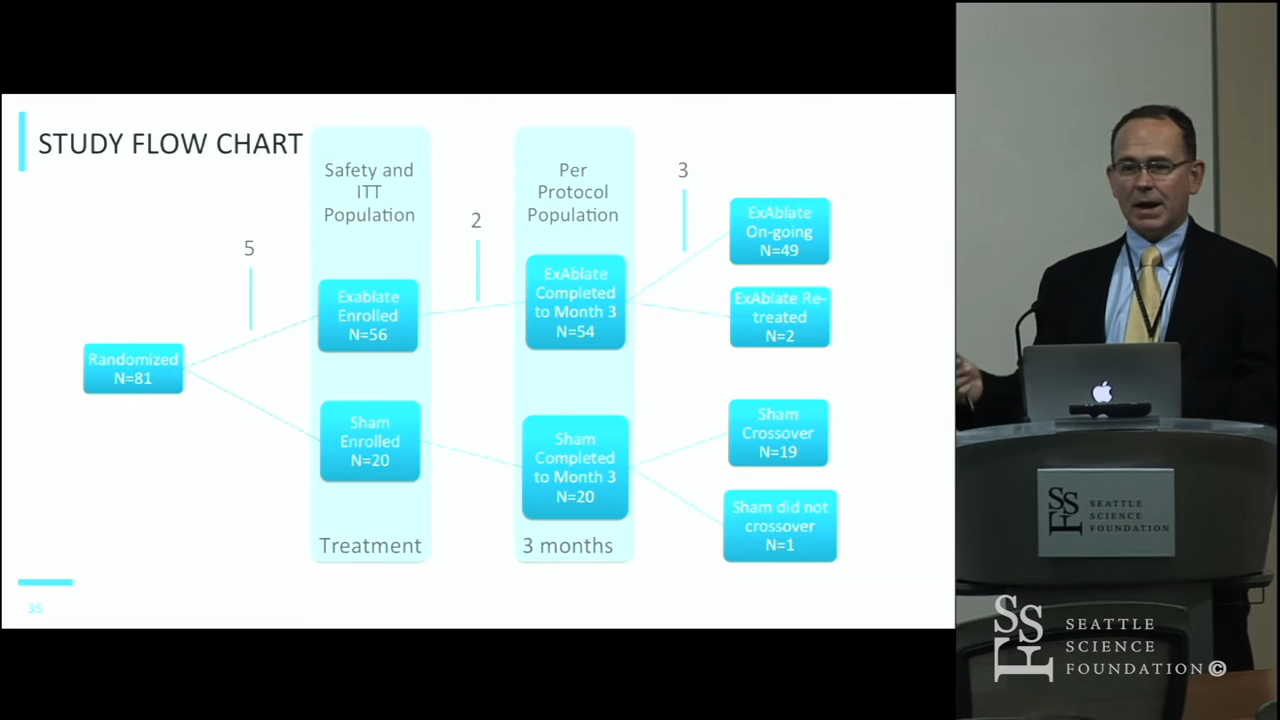 STUDY FLOW CHART
Safety and
ITT
Population
Per
Protocol
Population
5
2
3
Randomized
N=81
Exablate
Enrolled
N=56
Sham
Enrolled
N=20
ExAblate
Completed
to Month 3
N=54
Sham
Completed
to Month 3
N=20
ExAblate
On-going
N=49
ExAblate Re-
treated
N=2
Sham
Crossover
N=19
Sham did not
crossover
N=1
Treatment
3 months
35
SSF
SEATTLE
SCIENCE
FOUNDATION
SSF
SEATTLE
SCIENCE
FOUNDATION©